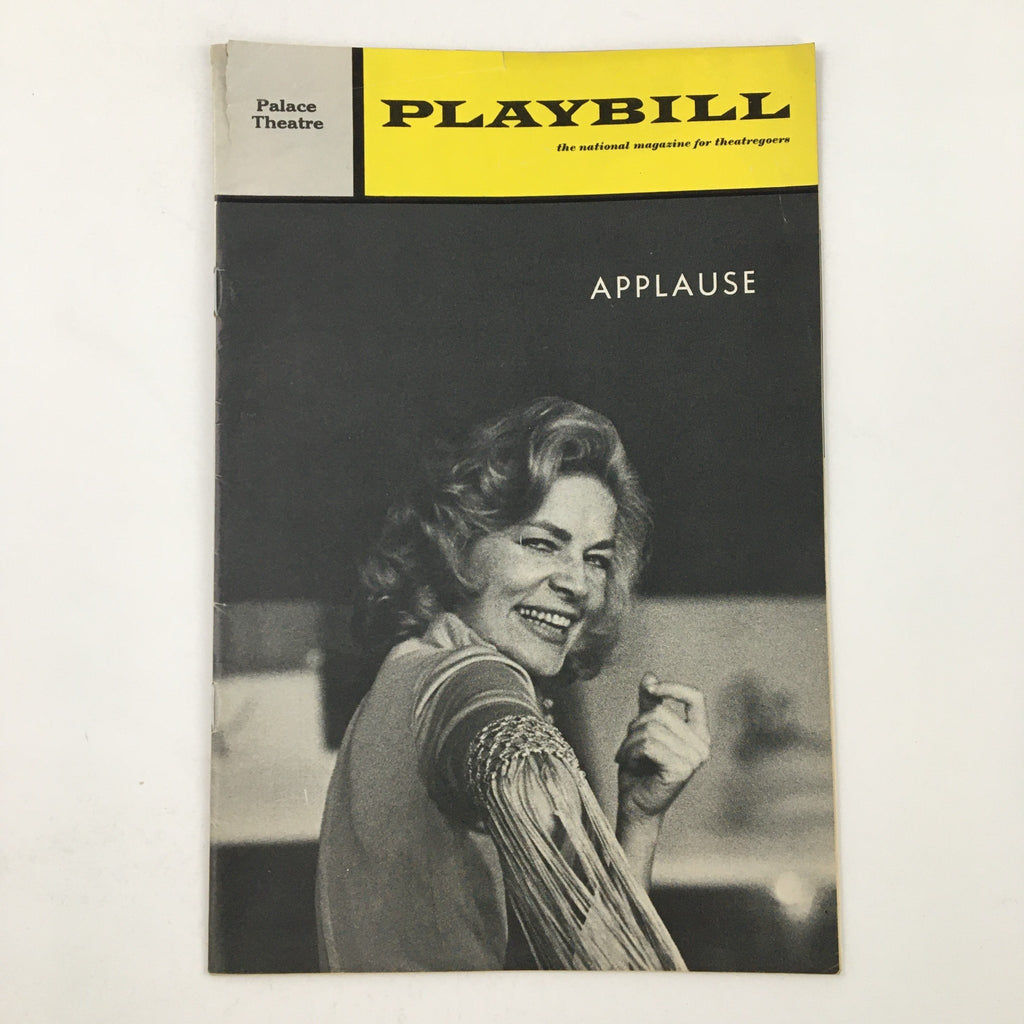 Palace
Theatre
PLAYBILL
the national magazine for theatregoers
APPLAUSE